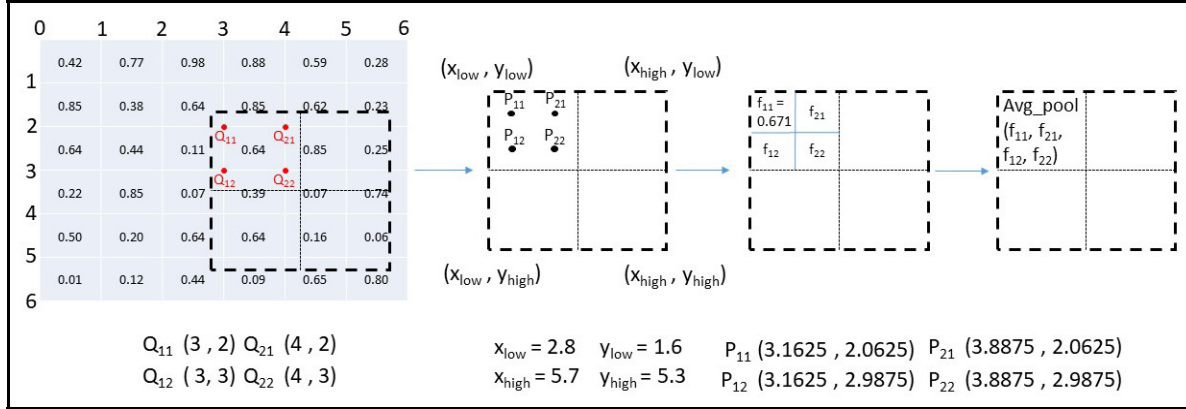 0 1 2 3 4 5 6
0.42 0.77 0.98 0.88 0.59 0.28
1
0.85 0.38 0.64 0.85 0.62 0.23
2
Q11 Q21
0.64 0.44 0.11 0.64 0.85 0.25
3
Q12 Q22
0.22 0.85 0.07 0.39 0.07 0.74
4
0.50 0.20 0.64 0.64 0.16 0.06
5
0.01 0.12 0.44 0.09 0.65 0.80
6
(xlow , ylow) (xhigh , ylow)
P11 P21
P12 P22
(xlow , yhigh) (xhigh , yhigh)
f11 =
0.671
f21
f12 f22
Avg_pool
(f11, f21,
f12, f22)
Q11 (3 , 2) Q21 (4 , 2)
Q12 ( 3, 3) Q22 (4 , 3)
xlow = 2.8 ylow = 1.6
xhigh = 5.7 yhigh = 5.3
P11 (3.1625 , 2.0625) P21 (3.8875 , 2.0625)
P12 (3.1625 , 2.9875) P22 (3.8875 , 2.9875)